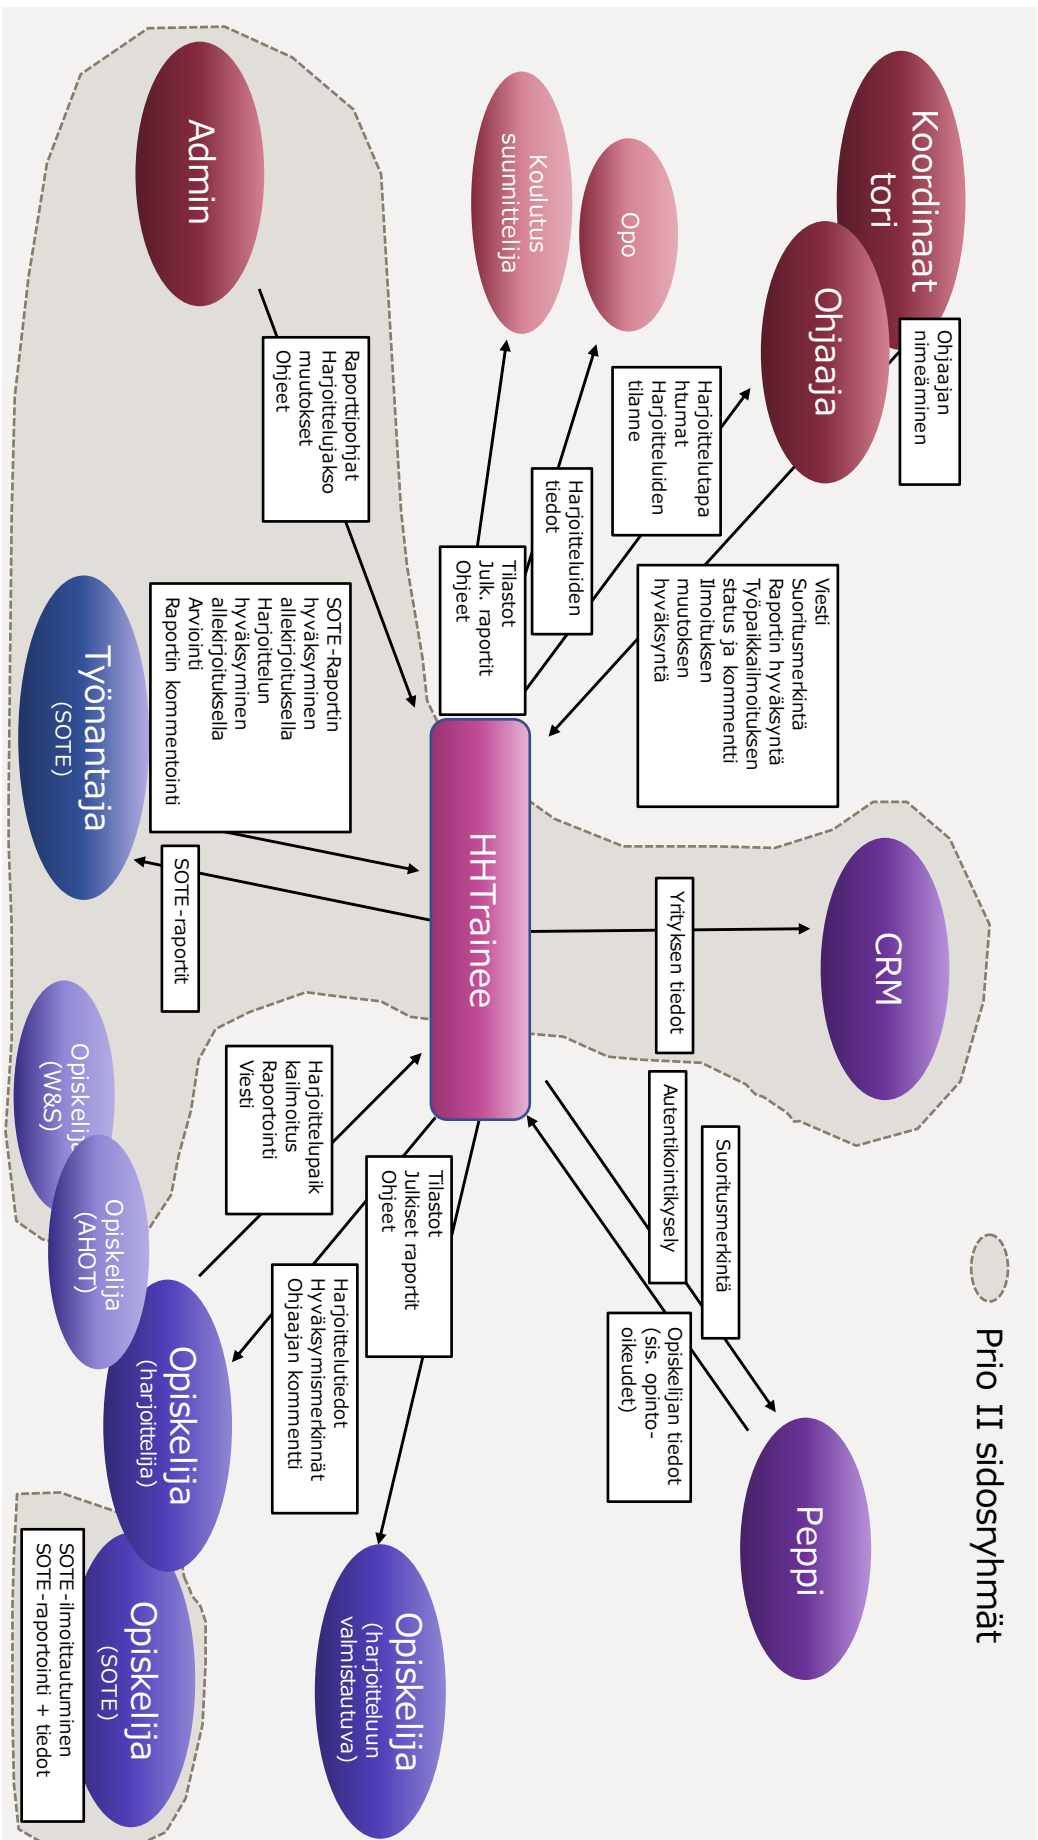 Koordinaat
tori
Ohjaaja
Ohjaajan
nimeäminen
Opo
Koulutus
suunnittelija
Admin
Harjoittelutapa
htumat
Harjoitteluiden
tilanne
Harjoitteluiden
tiedot
Tilastot
Julk. raportit
Ohjeet
Raporttipohjat
Harjoittelujakso
muutokset
Ohjeet
Viesti
Suoritusmerkintä
Raportin hyväksyntä
Työpaikkailmoituksen
status ja kommentti
Ilmoituksen
muutoksen
hyväksyntä
SOTE-Raportin
hyväksyminen
allekirjoituksella
Harjoittelun
hyväksyminen
allekirjoituksella
Arviointi
Raportin kommentointi
Työnantaja
(SOTE)
SOTE-raportit
HHTrainee
CRM
Yrityksen tiedot
Autentikointikysely
Suoritusmerkintä
Opiskelijan tiedot
(sis. opinto-
oikeudet)
Peppi
Prio II sidosryhmät
Harjoittelupaik
kailmoitus
Raportointi
Viesti
Tilastot
Julkiset raportit
Ohjeet
Harjoittelutiedot
Hyväksymismerkinnät
Ohjaajan kommentti
Opiskelija
(W&S)
Opiskelija
(AHOT)
Opiskelija
(harjoittelija)
Opiskelija
(harjoitteluun
valmistautuva)
Opiskelija
(SOTE)
SOTE-ilmoittautuminen
SOTE-raportointi + tiedot